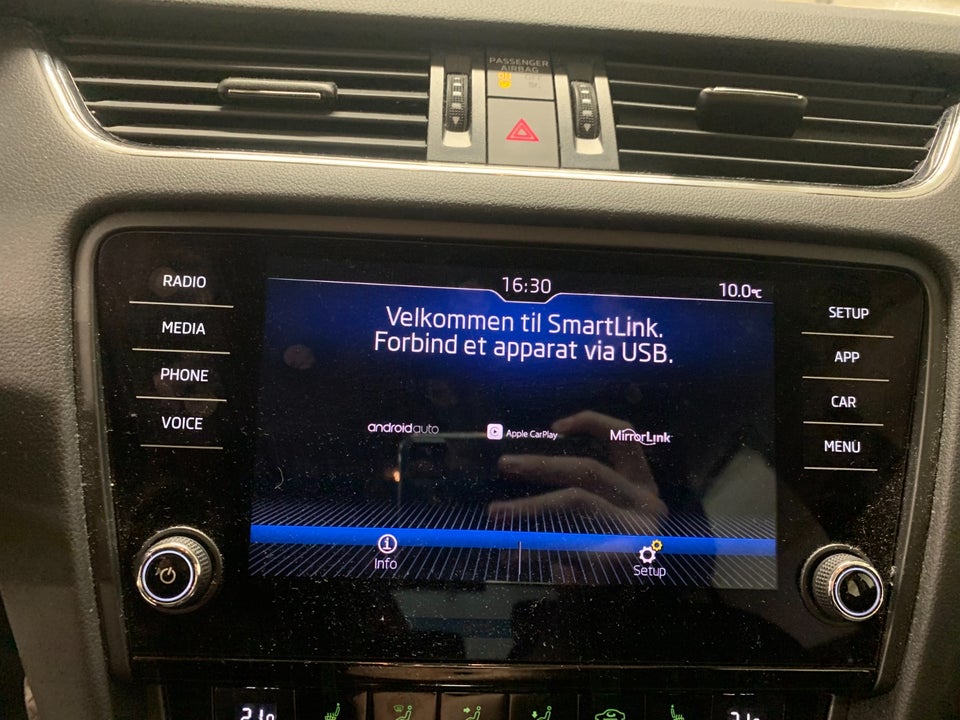 PASSENGER
AIRBAG
16:30
10.0°C
RADIO
MEDIA
PHONE
VOICE
Velkommen til SmartLink.
Forbind et apparat via USB.
androidauto
Apple CarPlay
MirrorLink
Info
Setup
SETUP
APP
CAR
MENU